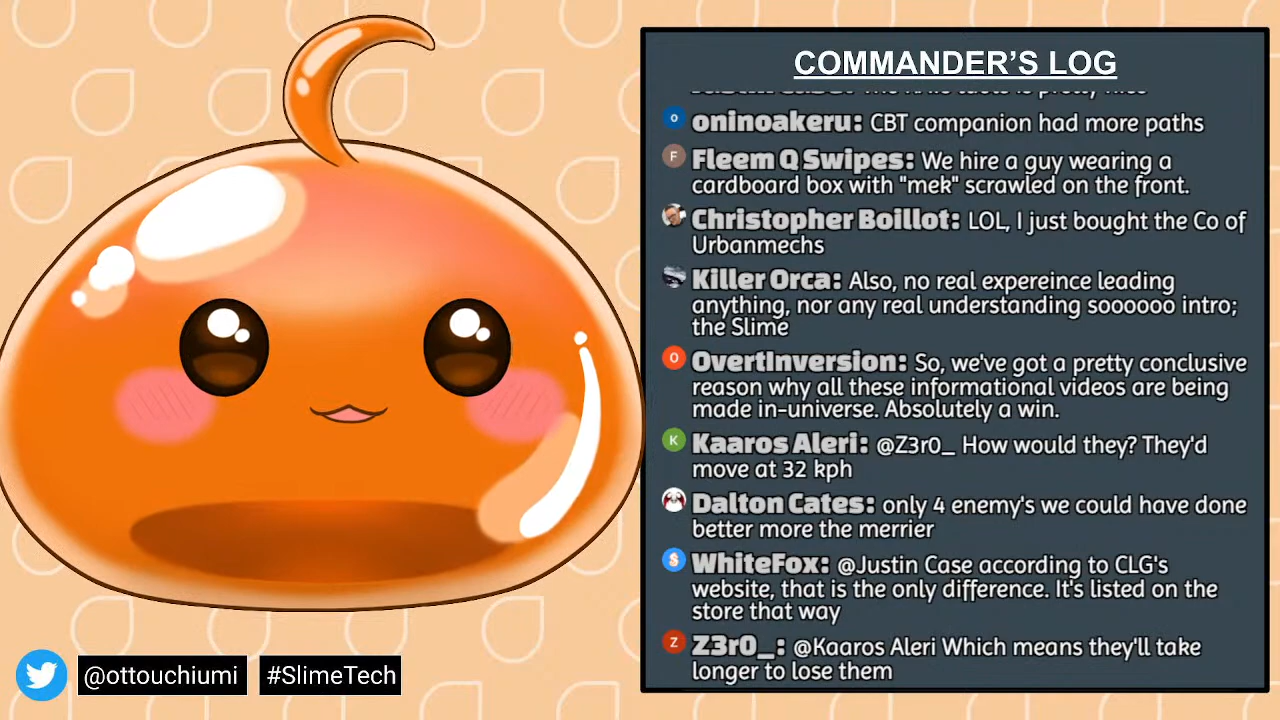 COMMANDER'S LOG
oninoakeru: CBT companion had more paths
Fleem Q Swipes: We hire a guy wearing a
cardboard box with "mek" scrawled on the front.
Christopher Boillot: LOL, I just bought the Co of
Urbanmechs
Killer Orca: Also, no real expereince leading
anything, nor any real understanding soooooo intro;
the Slime
OvertInversion: So, we've got a pretty conclusive
reason why all these informational videos are being
made in-universe. Absolutely a win.
Kaaros Aleri: @Z3r0_ How would they? They'd
move at 32 kph
Dalton Cates: only 4 enemy's we could have done
better more the merrier
WhiteFox: @Justin Case according to CLG's
website, that is the only difference. It's listed on the
store that way
Z3r0_: @Kaaros Aleri Which means they'll take
longer to lose them
@ottouchiumi #SlimeTech